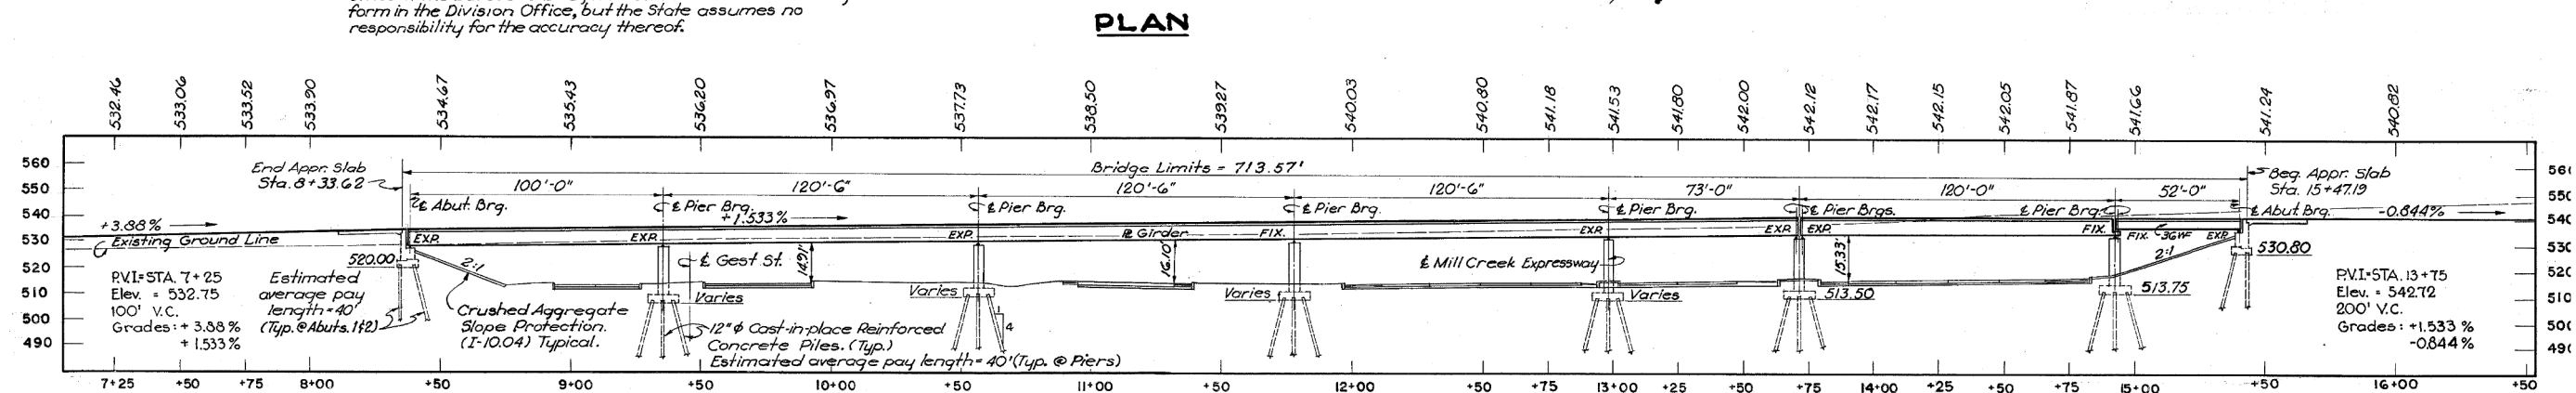 form in the Division Office, but the State assumes no
responsibility for the accuracy thereof.
PLAN
532.46 533.06 533.52 533.90 534.67 535.43 536.20 536.97 537.73 538.50 539.27 540.03 540.80 541.18 541.53 541.80 542.00 542.12 542.17 542.15 542.05 541.87 541.66 541.24 540.82
560
550
540
530
520
510
500
490
End Appr. Slab
Sta. 8+33.62
Bridge Limits = 713.57'
Beg. Appr. Slab
Sta. 15+47.19
100'-0" 120'-6" 120'-6" 120'-6" 73'-0" 120'-0" 52'-0"
℄ Abut. Brg. ℄ Pier Brg. ℄ Pier Brg. ℄ Pier Brg. ℄ Pier Brg. ℄ Pier Brgs. ℄ Pier Brg. ℄ Abut Brg.
+3.88% +1.533% -0.844%
Existing Ground Line
EXP. EXP. EXP. ℞ Girder FIX. EXP. EXP. EXP. FIX. FIX. 36WF EXP.
520.00 2:1 ℄ Gest St. 14.91' 16.10' ℄ Mill Creek Expressway 15.33' 2:1 530.80
P.V.I.=STA. 7+25
Elev. = 532.75
100' V.C.
Grades: +3.88%
+1.533%
Estimated
average pay
length=40'
(Typ. @ Abuts. 1&2)
Crushed Aggregate
Slope Protection.
(I-10.04) Typical.
Varies Varies Varies Varies 513.50 513.75
1
4
12"φ Cast-in-place Reinforced
Concrete Piles. (Typ.)
Estimated average pay length=40' (Typ. @ Piers)
P.V.I=STA. 13+75
Elev. = 542.72
200' V.C.
Grades: +1.533%
-0.844%
530
520
7+25 +50 +75 8+00 +50 9+00 +50 10+00 +50 11+00 +50 12+00 +50 +75 13+00 +25 +50 +75 14+00 +25 +50 +75 15+00 +50 16+00 +50